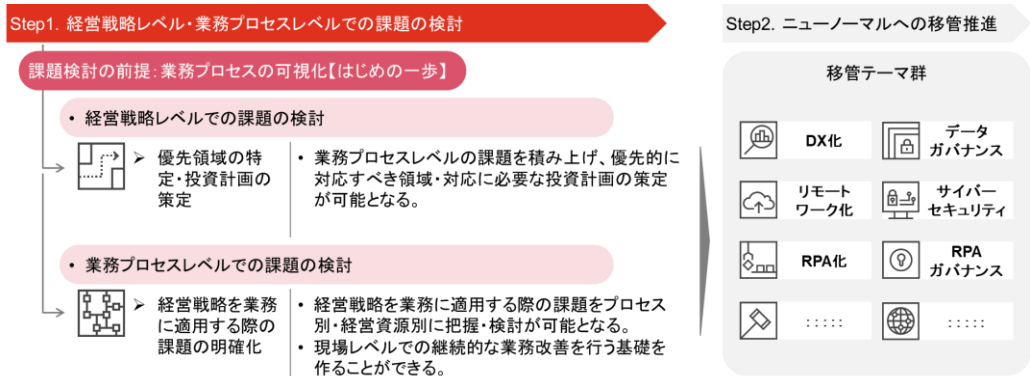 Step1. 経営戦略レベル・業務プロセスレベルでの課題の検討
課題検討の前提：業務プロセスの可視化【はじめの一歩】
• 経営戦略レベルでの課題の検討
➢ 優先領域の特
定・投資計画の
策定
• 業務プロセスレベルの課題を積み上げ、優先的に
対応すべき領域・対応に必要な投資計画の策定
が可能となる。
• 業務プロセスレベルでの課題の検討
➢ 経営戦略を業務
に適用する際の
課題の明確化
• 経営戦略を業務に適用する際の課題をプロセス
別・経営資源別に把握・検討が可能となる。
• 現場レベルでの継続的な業務改善を行う基礎を
作ることができる。
Step2. ニューノーマルへの移管推進
移管テーマ群
DX化
データ
ガバナンス
リモート
ワーク化
サイバー
セキュリティ
RPA化
RPA
ガバナンス
:::::
:::::